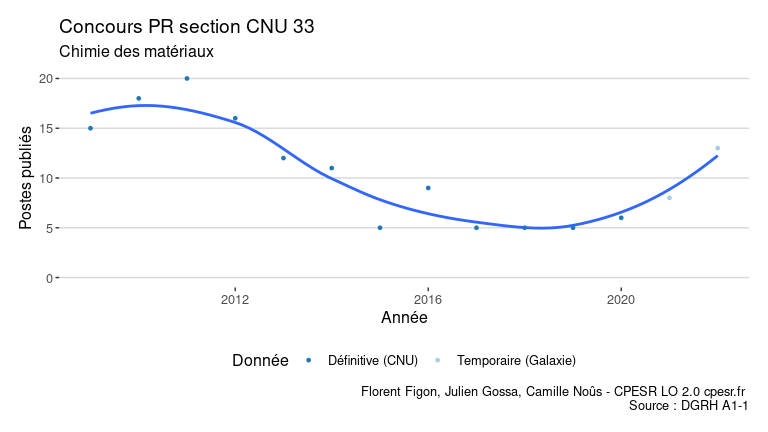 Concours PR section CNU 33
Chimie des matériaux
Postes publiés
20
15
10
5
0
2012
2016
2020
Année
Donnée
Définitive (CNU)
Temporaire (Galaxie)
Florent Figon, Julien Gossa, Camille Noûs - CPESR LO 2.0 cpesr.fr
Source : DGRH A1-1